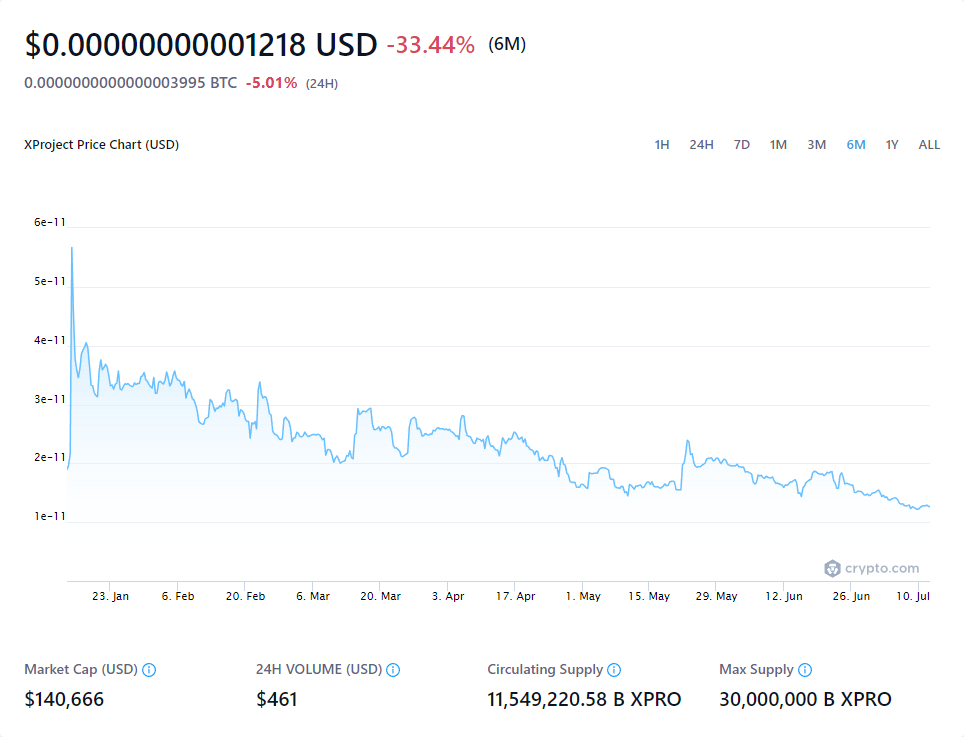 $0.00000000001218 USD -33.44% (6M)
0.0000000000000003995 BTC -5.01% (24H)
XProject Price Chart (USD) 1H 24H 7D 1M 3M 6M 1Y ALL
6e-11
5e-11
4e-11
3e-11
2e-11
1e-11
crypto.com
23. Jan 6. Feb 20. Feb 6. Mar 20. Mar 3. Apr 17. Apr 1. May 15. May 29. May 12. Jun 26. Jun 10. Jul
Market Cap (USD) 24H VOLUME (USD) Circulating Supply Max Supply
$140,666 $461 11,549,220.58 B XPRO 30,000,000 B XPRO